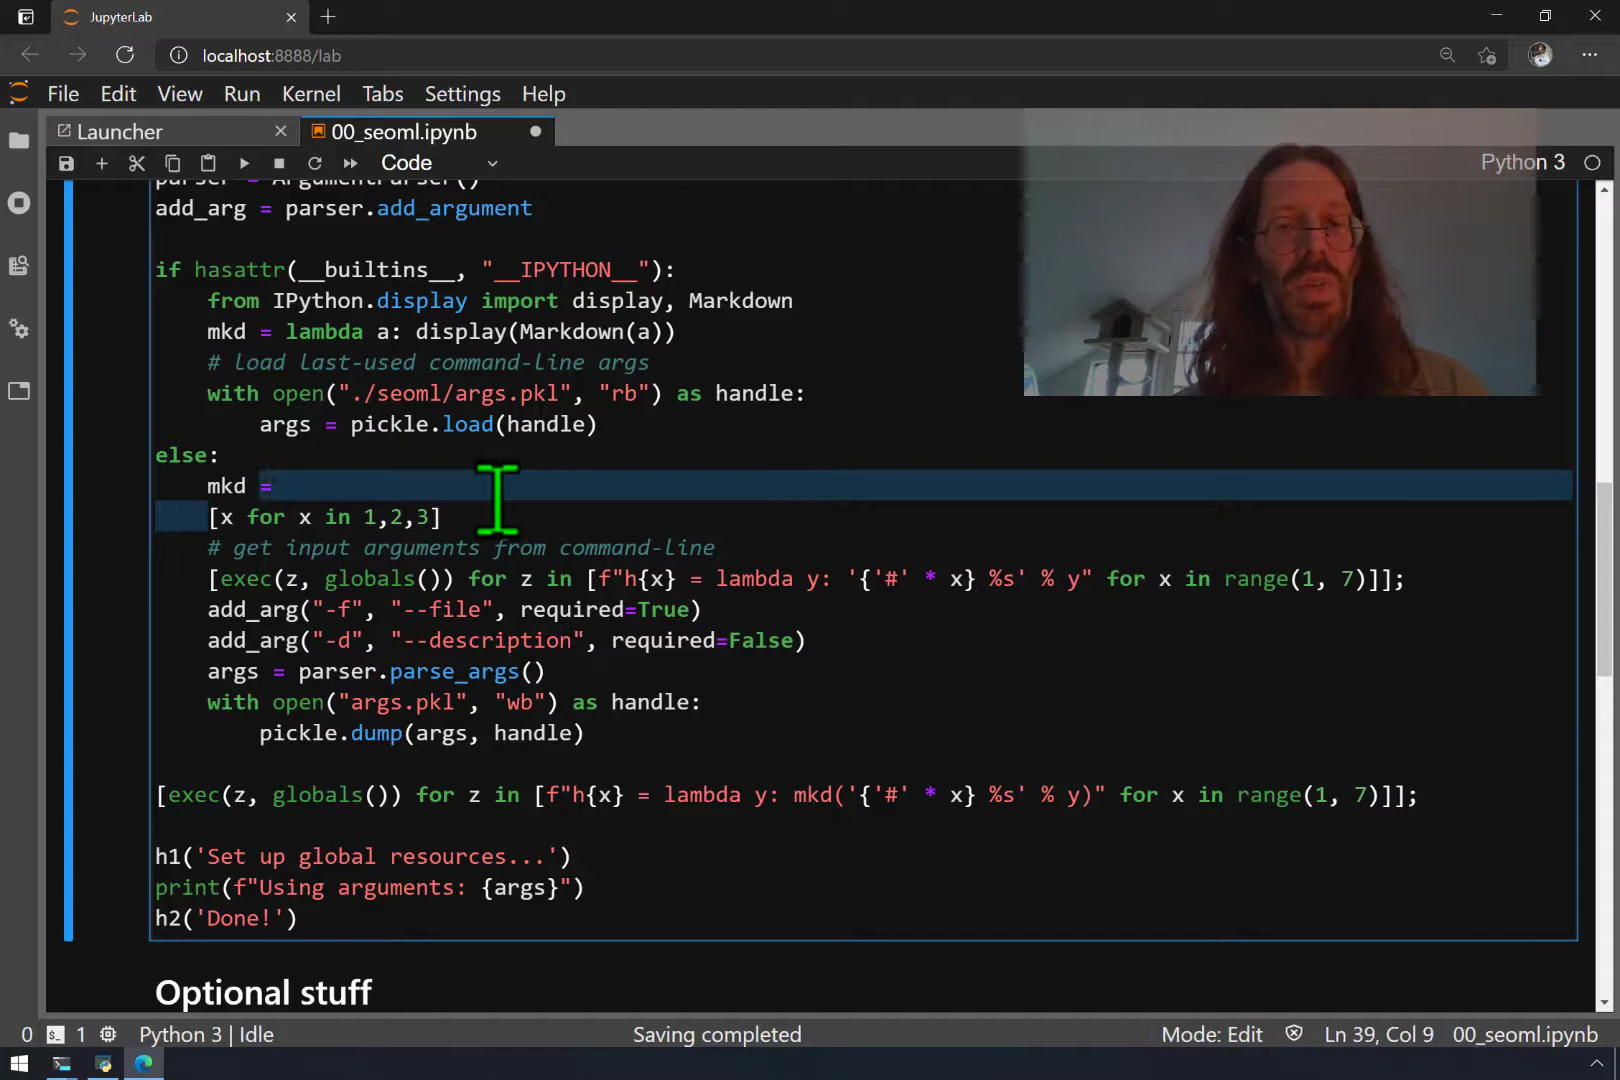 JupyterLab
localhost:8888/lab
File Edit View Run Kernel Tabs Settings Help
Launcher
00_seoml.ipynb
Code
Python 3
parser = ArgumentParser()
add_arg = parser.add_argument
if hasattr(__builtins__, "__IPYTHON__"):
from IPython.display import display, Markdown
mkd = lambda a: display(Markdown(a))
# load last-used command-line args
with open("./seoml/args.pkl", "rb") as handle:
args = pickle.load(handle)
else:
mkd =
[x for x in 1,2,3]
# get input arguments from command-line
[exec(z, globals()) for z in [f"h{x} = lambda y: '{'#' * x} %s' % y" for x in range(1, 7)]];
add_arg("-f", "--file", required=True)
add_arg("-d", "--description", required=False)
args = parser.parse_args()
with open("args.pkl", "wb") as handle:
pickle.dump(args, handle)
[exec(z, globals()) for z in [f"h{x} = lambda y: mkd('{'#' * x} %s' % y)" for x in range(1, 7)]];
h1('Set up global resources...')
print(f"Using arguments: {args}")
h2('Done!')
Optional stuff
0 1 Python 3 | Idle Saving completed Mode: Edit Ln 39, Col 9 00_seoml.ipynb